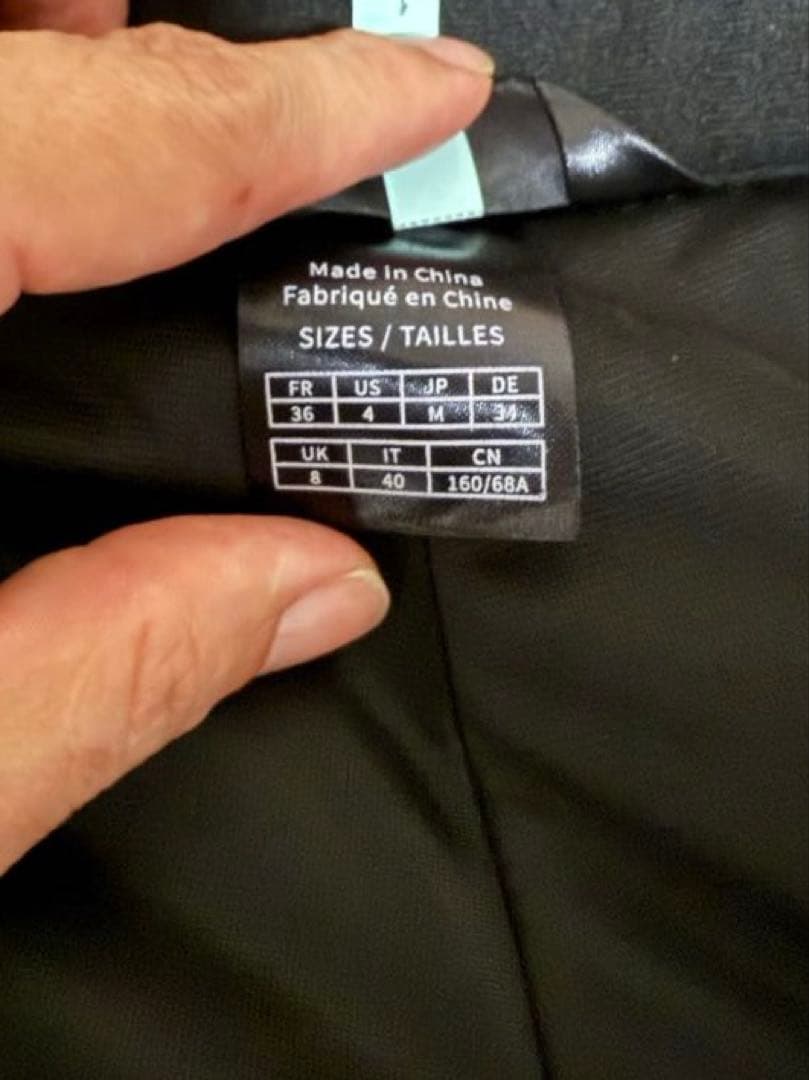 Made in China
Fabriqué en Chine
SIZES / TAILLES
FR US JP DE
36 4 M 34
UK IT CN
8 40 160/68A